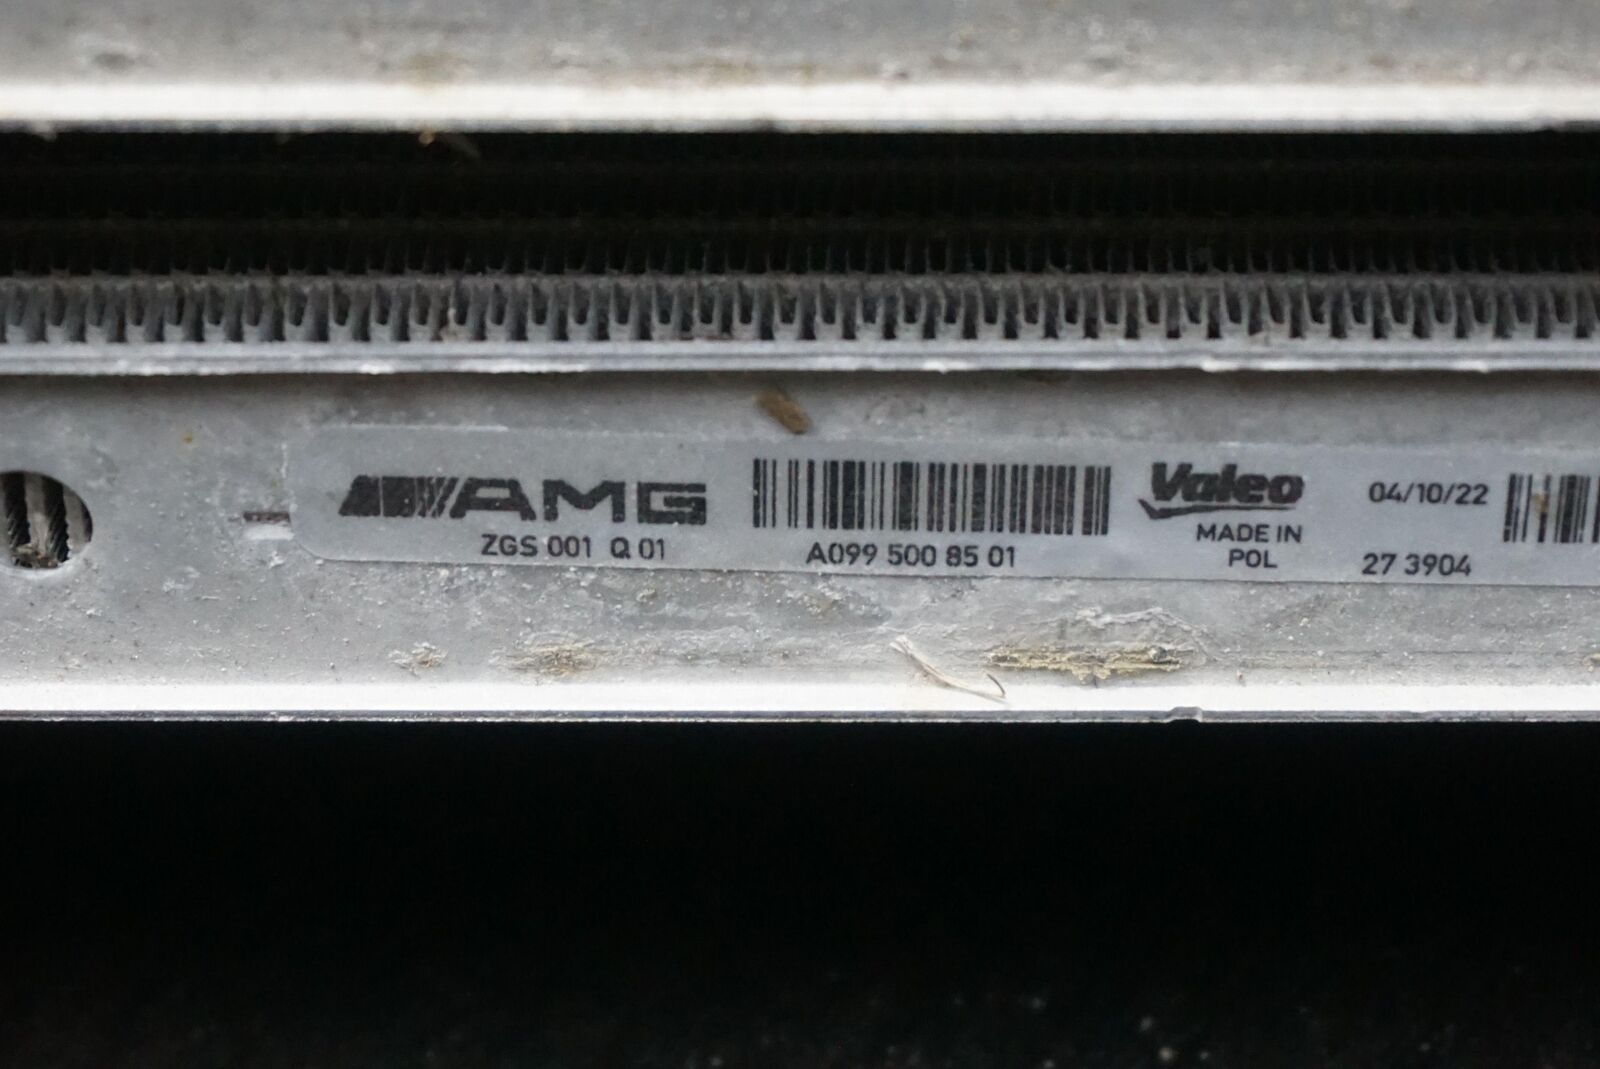 AMG
ZGS 001 Q 01
A099 500 85 01
Valeo
MADE IN
POL
04/10/22
27 3904